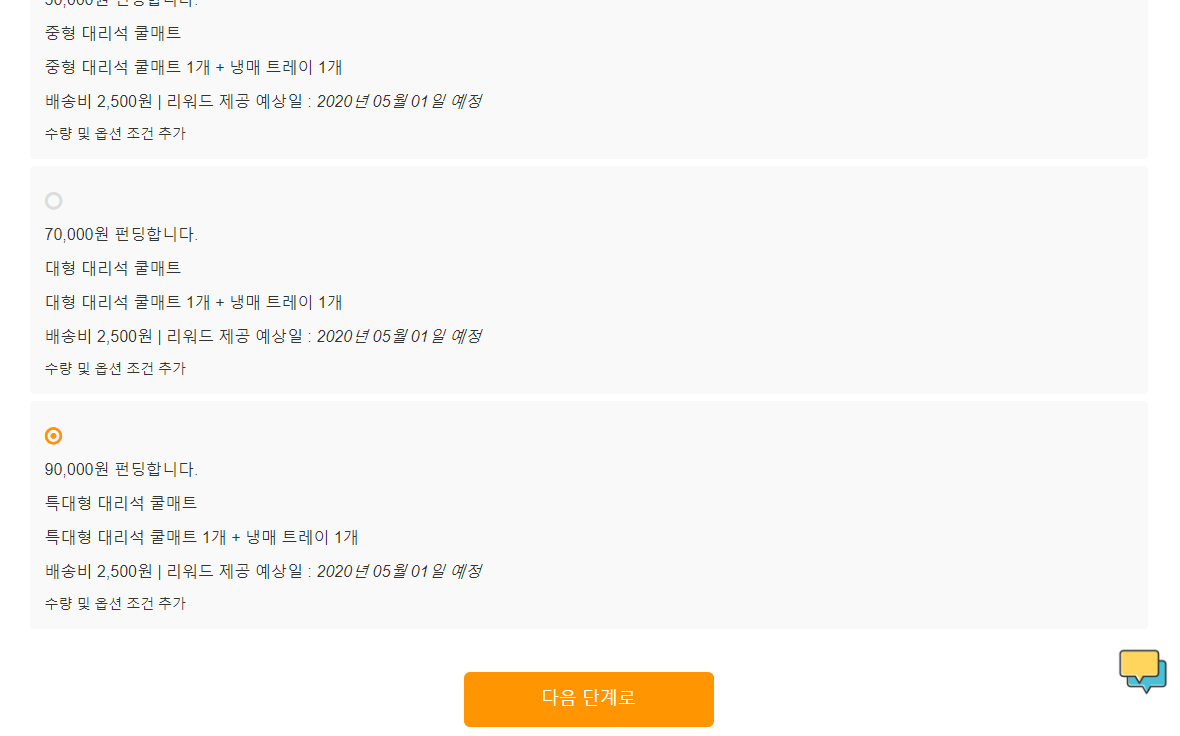 50,000원 펀딩합니다.
중형 대리석 쿨매트
중형 대리석 쿨매트 1개 + 냉매 트레이 1개
배송비 2,500원 | 리워드 제공 예상일 : 2020년 05월 01일 예정
수량 및 옵션 조건 추가
70,000원 펀딩합니다.
대형 대리석 쿨매트
대형 대리석 쿨매트 1개 + 냉매 트레이 1개
배송비 2,500원 | 리워드 제공 예상일 : 2020년 05월 01일 예정
수량 및 옵션 조건 추가
90,000원 펀딩합니다.
특대형 대리석 쿨매트
특대형 대리석 쿨매트 1개 + 냉매 트레이 1개
배송비 2,500원 | 리워드 제공 예상일 : 2020년 05월 01일 예정
수량 및 옵션 조건 추가
다음 단계로